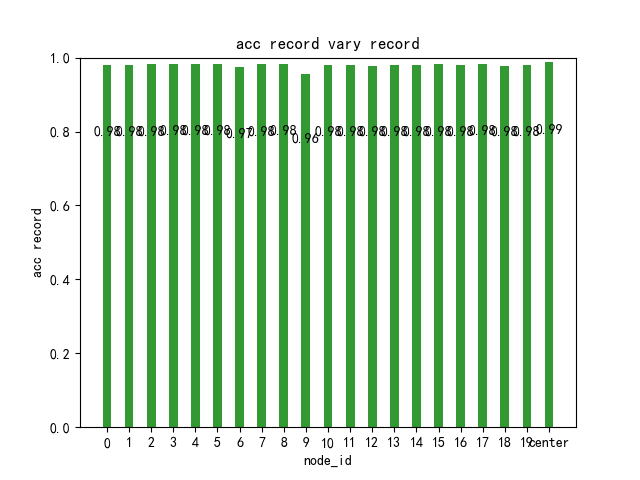 acc record vary record
1.0
0.8
0.6
0.4
0.2
0.0
acc record
0.98 0.98 0.98 0.98 0.98 0.98 0.97 0.98 0.98 0.96 0.98 0.98 0.98 0.98 0.98 0.98 0.98 0.98 0.98 0.98 0.99
0 1 2 3 4 5 6 7 8 9 10 11 12 13 14 15 16 17 18 19 center
node_id